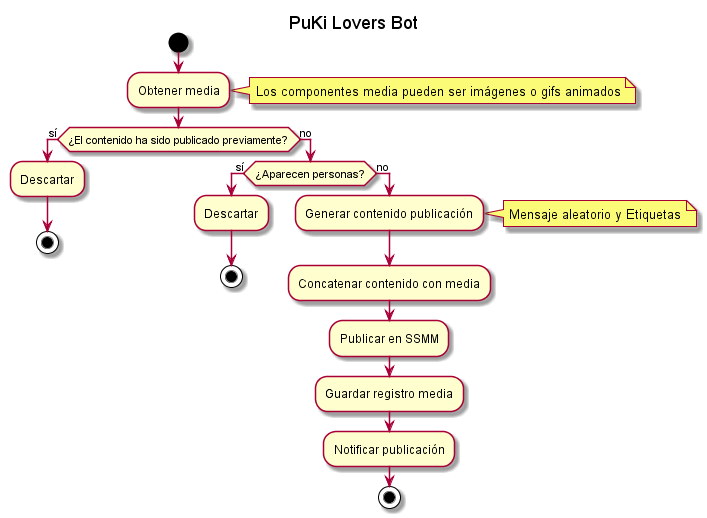 PuKi Lovers Bot
Obtener media
Los componentes media pueden ser imágenes o gifs animados
sí
¿El contenido ha sido publicado previamente?
no
Descartar
sí
¿Aparecen personas?
no
Descartar
Generar contenido publicación
Mensaje aleatorio y Etiquetas
Concatenar contenido con media
Publicar en SSMM
Guardar registro media
Notificar publicación